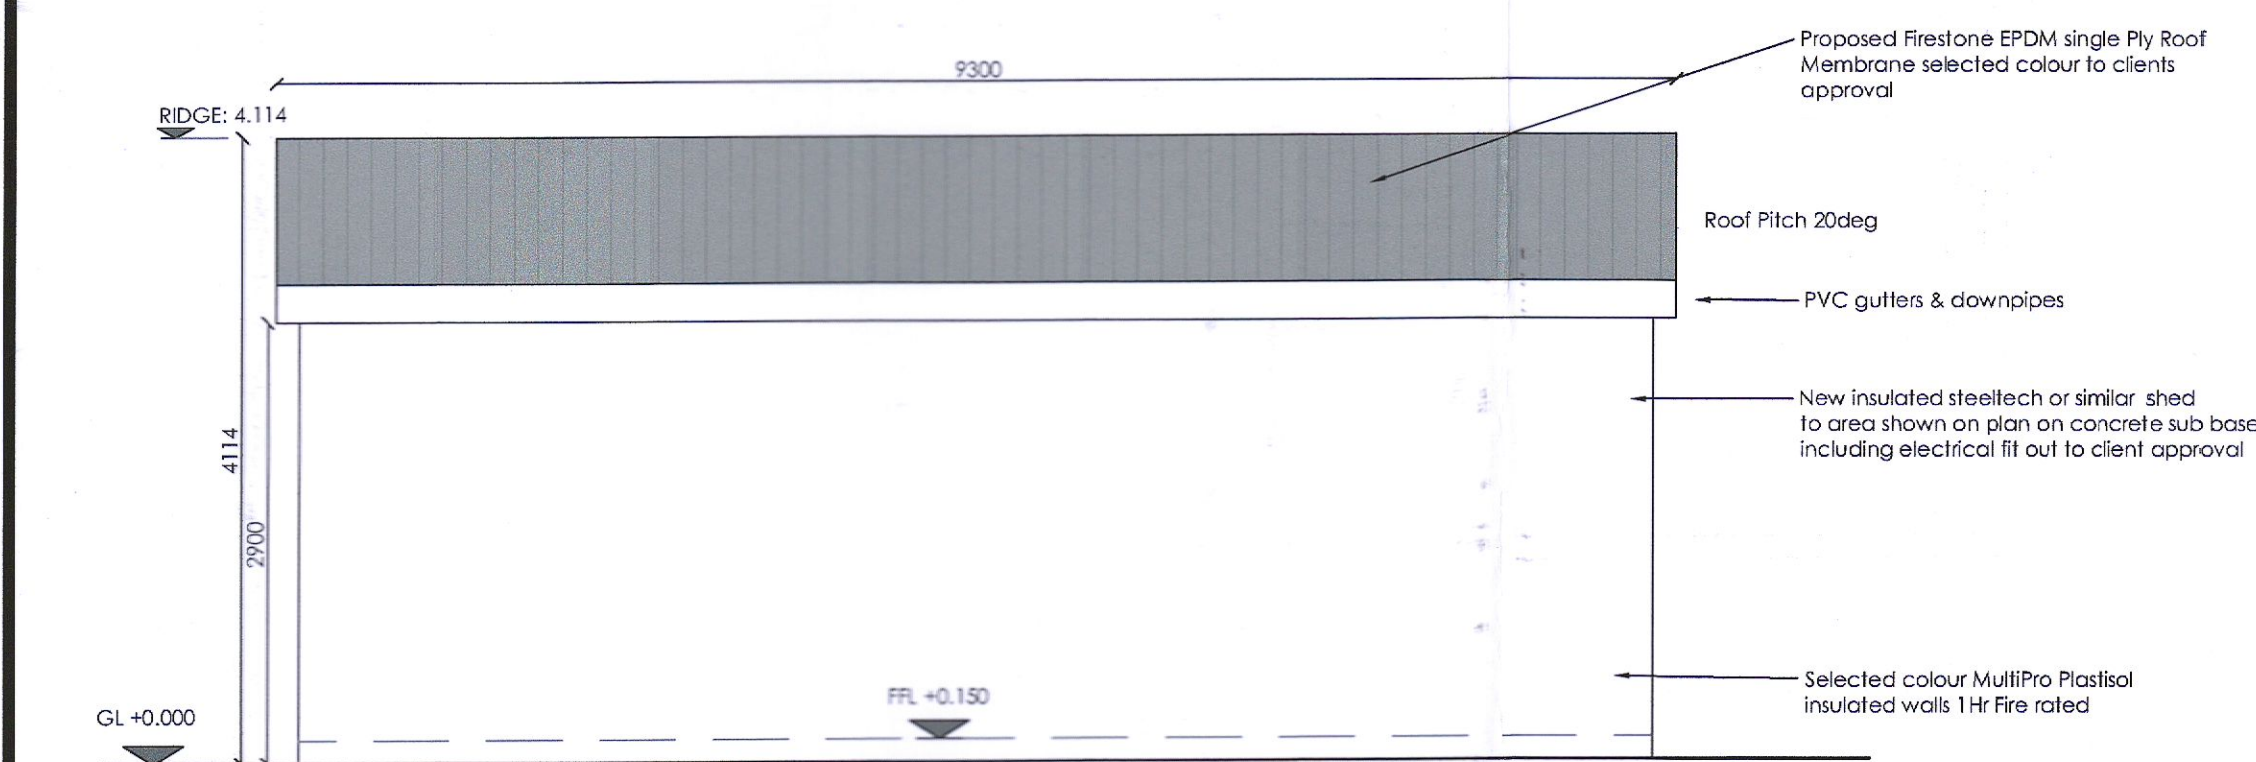 9300
Proposed Firestone EPDM single Ply Roof
Membrane selected colour to clients
approval
RIDGE: 4.114
Roof Pitch 20deg
PVC gutters & downpipes
New insulated steeltech or similar shed
to area shown on plan on concrete sub base
including electrical fit out to client approval
4114
2900
Selected colour MultiPro Plastisol
insulated walls 1Hr Fire rated
FFL +0.150
GL +0.000